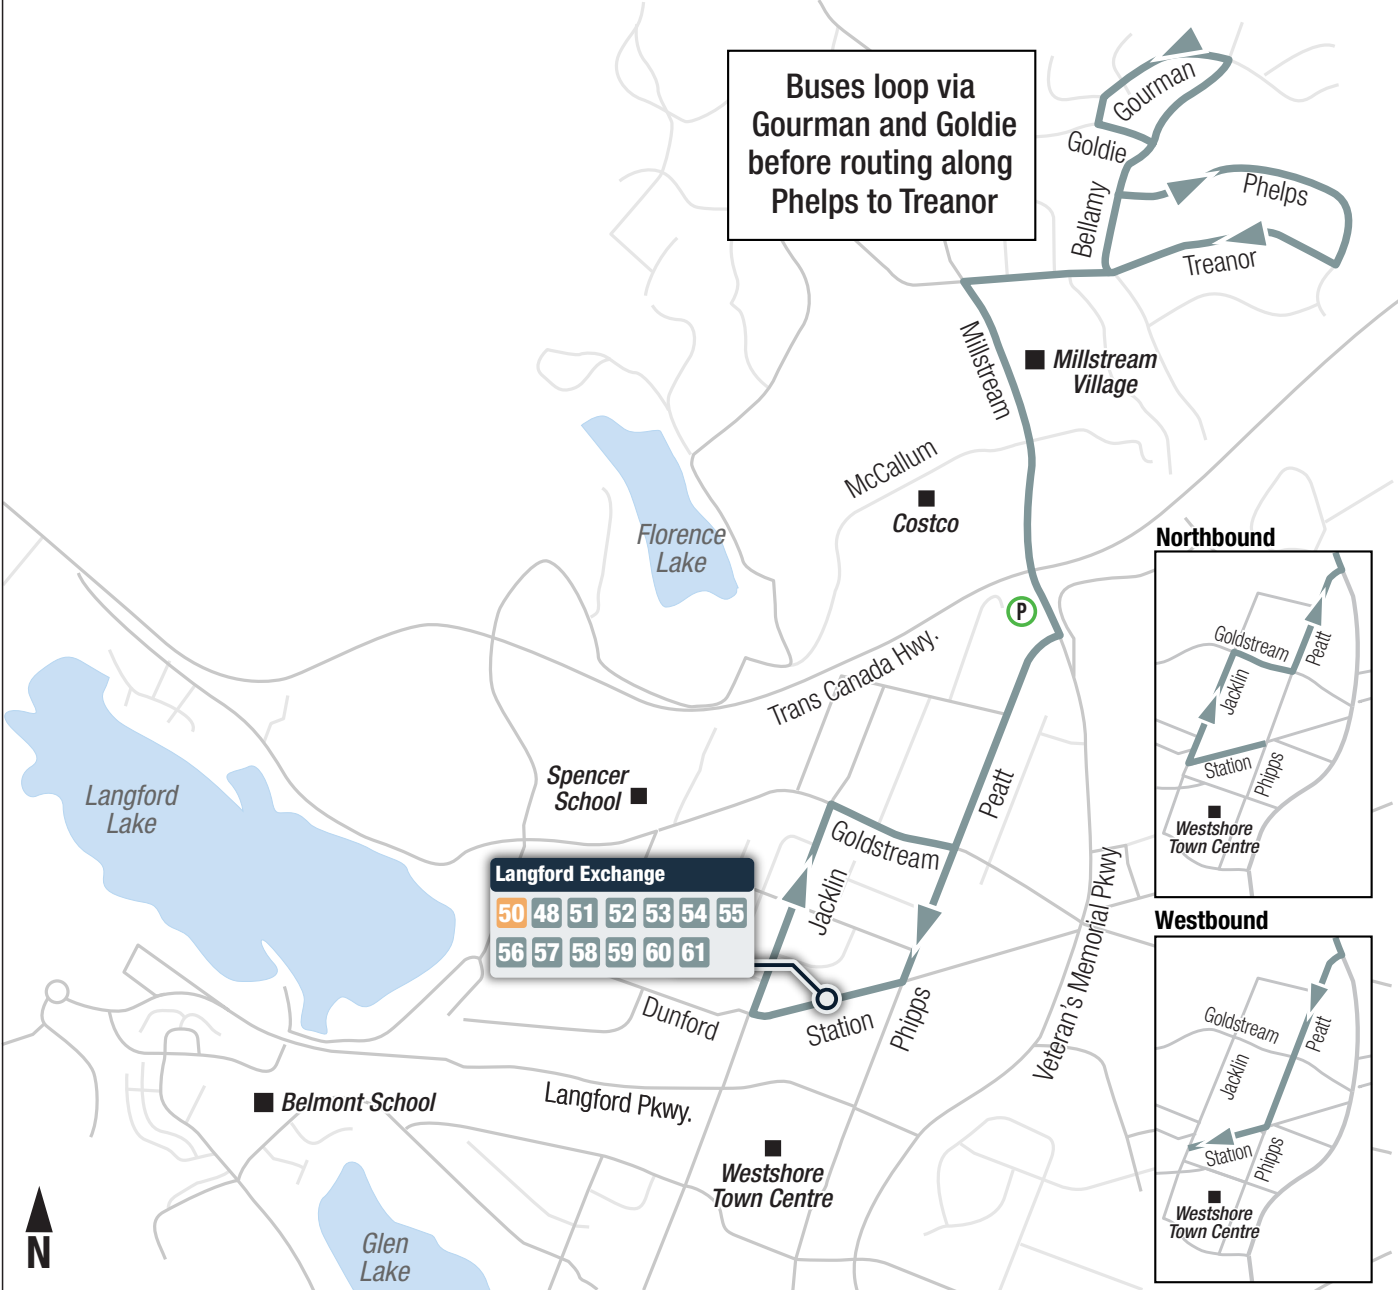 Buses loop via
Gourman and Goldie
before routing along
Phelps to Treanor
Gourman
Goldie
Bellamy
Phelps
Treanor
Millstream
Millstream
Village
McCallum
Costco
Florence
Lake
P
Trans Canada Hwy.
Langford
Lake
Spencer
School
Peatt
Goldstream
Jacklin
Langford Exchange
50 48 51 52 53 54 55
56 57 58 59 60 61
Dunford
Station
Phipps
Veteran's Memorial Pkwy
Langford Pkwy.
Belmont School
Westshore
Town Centre
Glen
Lake
N
Northbound
Goldstream
Peatt
Jacklin
Station
Phipps
Westshore
Town Centre
Westbound
Goldstream
Peatt
Jacklin
Station
Phipps
Westshore
Town Centre